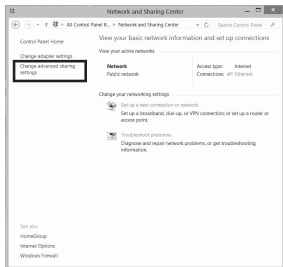 Network and Sharing Center
« Control Panel It... › Network and Sharing Center
Search Control Panel
Control Panel Home
Change adapter settings
Change advanced sharing
settings
View your basic network information and set up connections
View your active networks
Network
Public network
Access type: Internet
Connections: Ethernet
Change your networking settings
Set up a new connection or network
Set up a broadband, dial-up, or VPN connection; or set up a router or
access point.
Troubleshoot problems
Diagnose and repair network problems, or get troubleshooting
information.
See also
HomeGroup
Internet Options
Windows Firewall